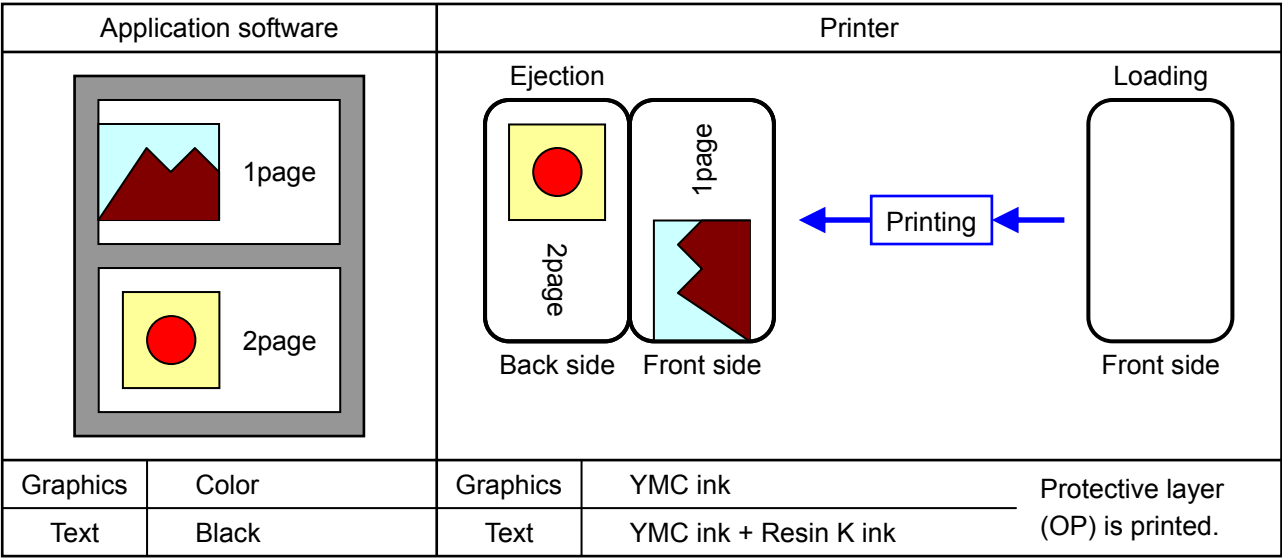 Application software
Printer
1page
2page
Ejection
Loading
1page
2page
Printing
Back side
Front side
Front side
Graphics
Color
Graphics
YMC ink
Protective layer
(OP) is printed.
Text
Black
Text
YMC ink + Resin K ink